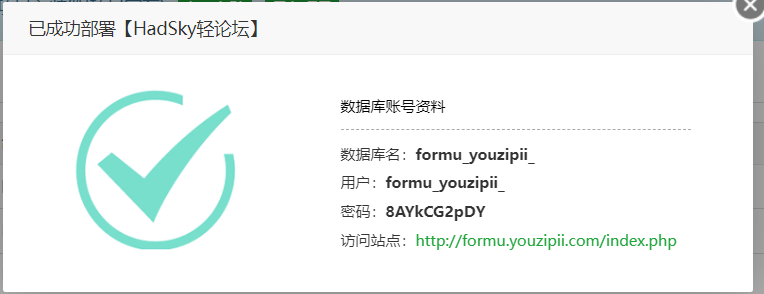 已成功部署【HadSky轻论坛】
数据库账号资料
数据库名：formu_youzipii_
用户：formu_youzipii_
密码：8AYkCG2pDY
访问站点：http://formu.youzipii.com/index.php